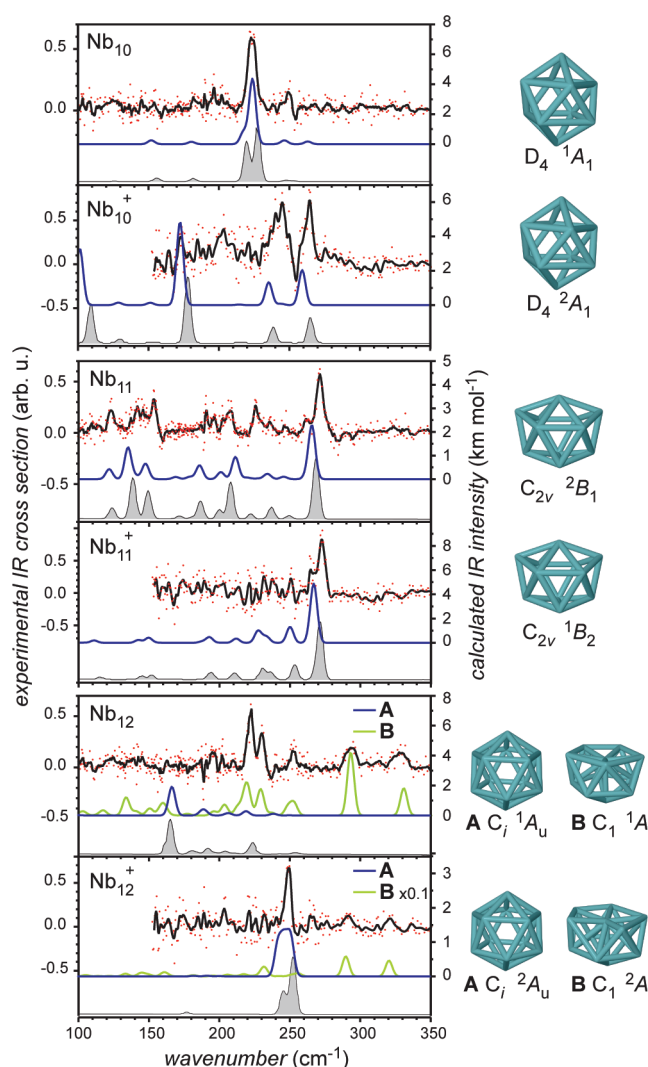 Nb₁₀
0.5
0.0
8
6
4
2
0
D₄ ¹A₁
Nb₁₀⁺
0.5
0.0
-0.5
6
4
2
0
D₄ ²A₁
Nb₁₁
0.5
0.0
-0.5
5
4
3
2
1
0
C₂ᵥ ²B₁
Nb₁₁⁺
0.5
0.0
-0.5
8
6
4
2
0
C₂ᵥ ¹B₂
Nb₁₂
A
B
0.5
0.0
-0.5
8
6
4
2
0
A Cᵢ ¹Aᵤ B C₁ ¹A
Nb₁₂⁺
A
B x0.1
0.5
0.0
-0.5
3
2
1
0
A Cᵢ ²Aᵤ B C₁ ²A
100 150 200 250 300 350
wavenumber (cm⁻¹)
experimental IR cross section (arb. u.)
calculated IR intensity (km mol⁻¹)